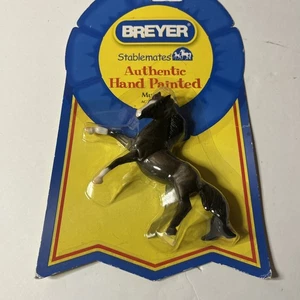 BREYER
Stablemates
Authentic
Hand Painted